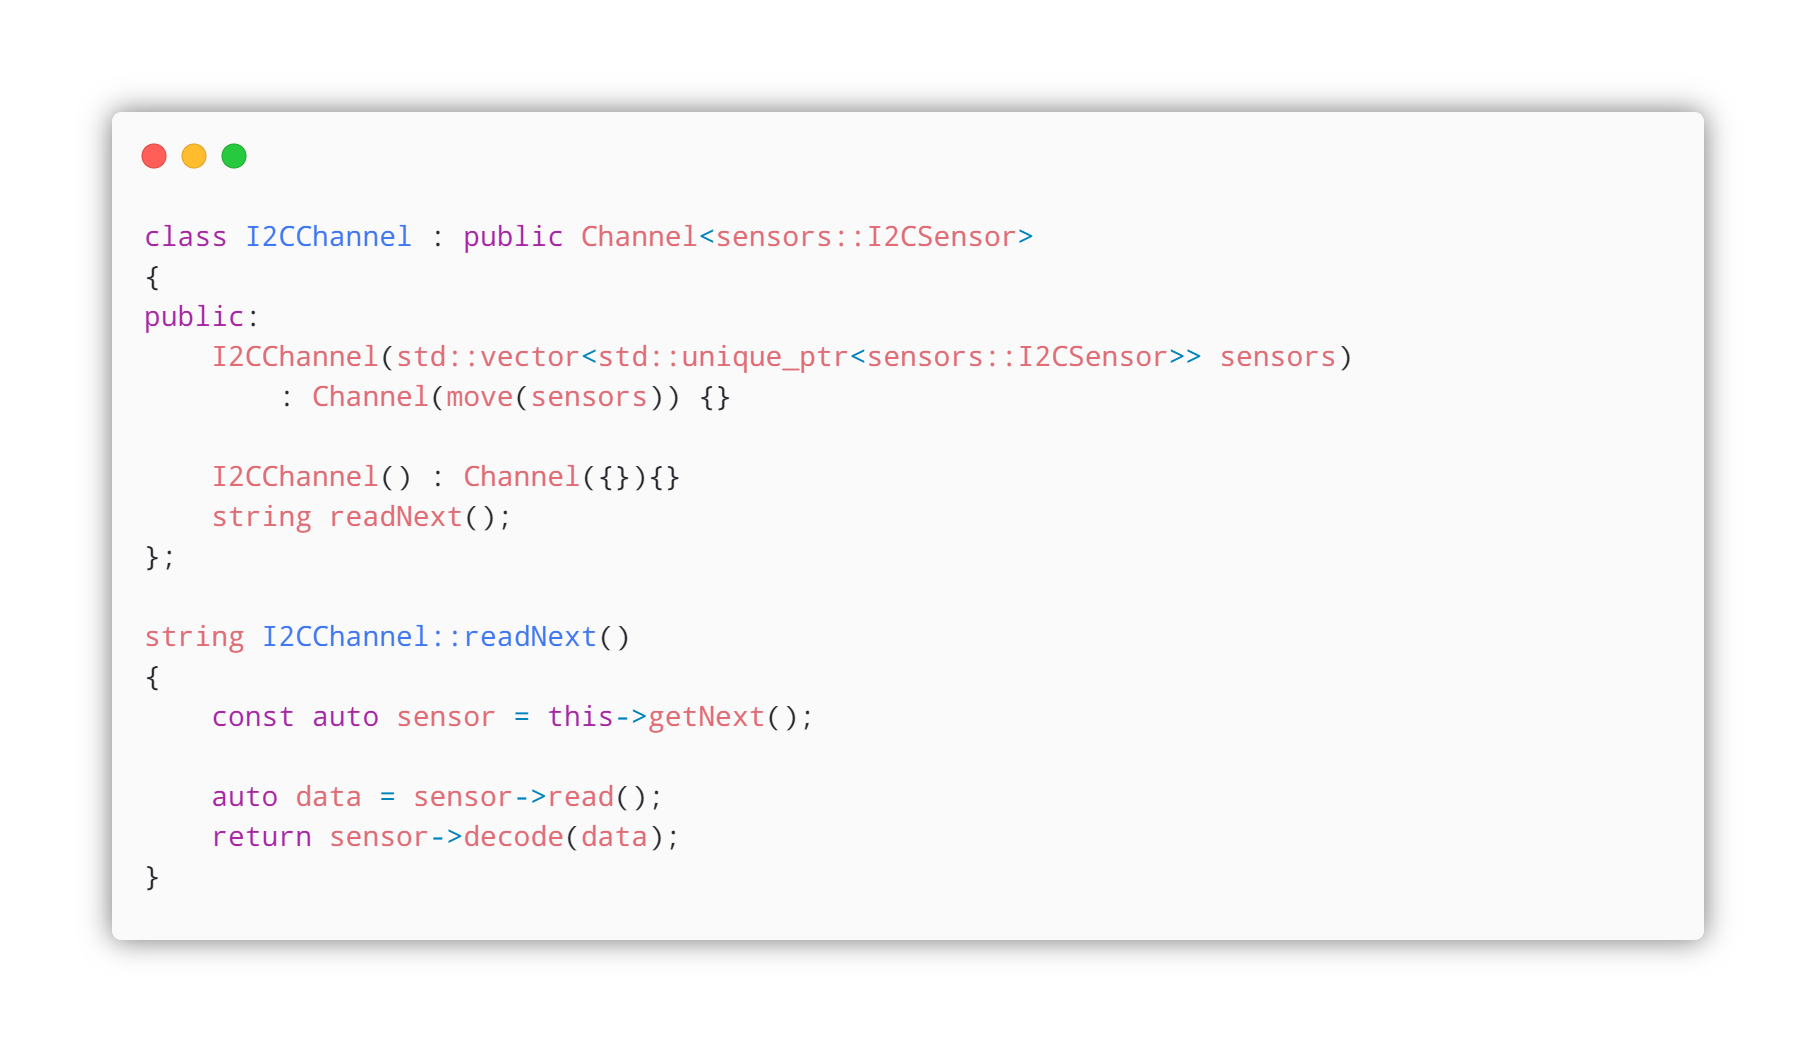 class I2CChannel : public Channel<sensors::I2CSensor>
{
public:
    I2CChannel(std::vector<std::unique_ptr<sensors::I2CSensor>> sensors)
        : Channel(move(sensors)) {}

    I2CChannel() : Channel({}){}
    string readNext();
};

string I2CChannel::readNext()
{
    const auto sensor = this->getNext();

    auto data = sensor->read();
    return sensor->decode(data);
}